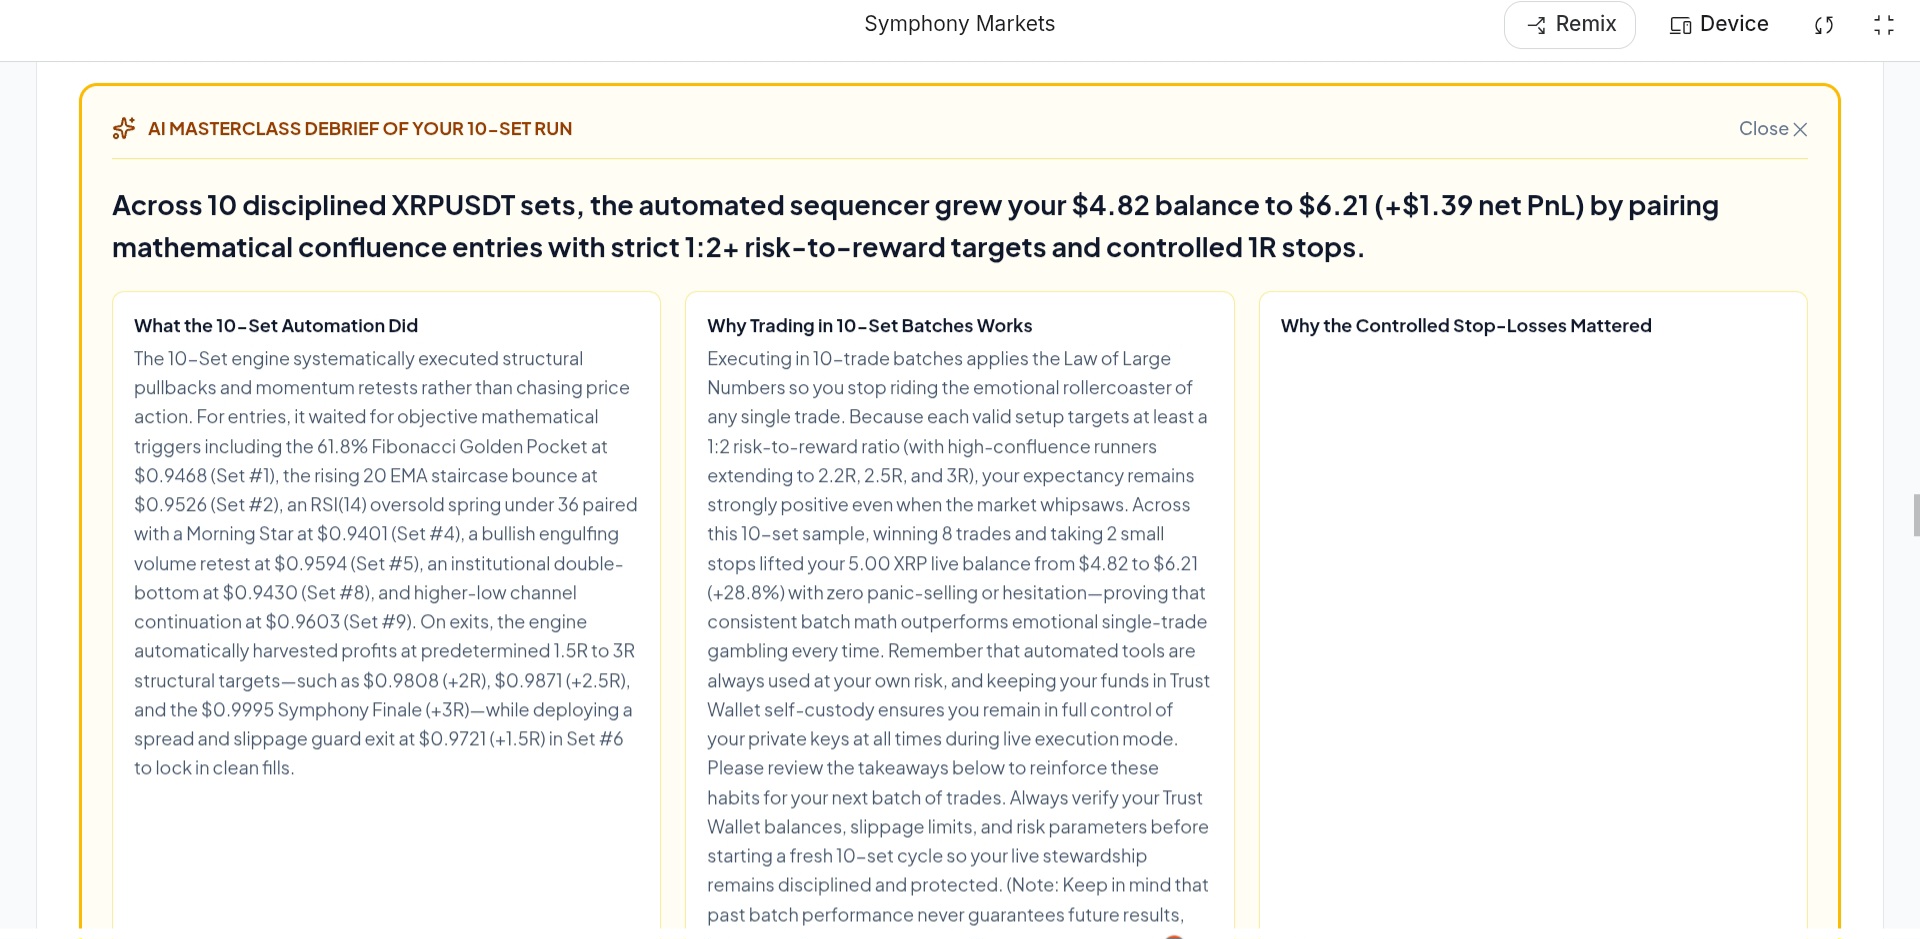 Symphony Markets
Remix
Device
AI MASTERCLASS DEBRIEF OF YOUR 10-SET RUN
Close
Across 10 disciplined XRPUSDT sets, the automated sequencer grew your $4.82 balance to $6.21 (+$1.39 net PnL) by pairing
mathematical confluence entries with strict 1:2+ risk-to-reward targets and controlled 1R stops.
What the 10-Set Automation Did
The 10-Set engine systematically executed structural
pullbacks and momentum retests rather than chasing price
action. For entries, it waited for objective mathematical
triggers including the 61.8% Fibonacci Golden Pocket at
$0.9468 (Set #1), the rising 20 EMA staircase bounce at
$0.9526 (Set #2), an RSI(14) oversold spring under 36 paired
with a Morning Star at $0.9401 (Set #4), a bullish engulfing
volume retest at $0.9594 (Set #5), an institutional double-
bottom at $0.9430 (Set #8), and higher-low channel
continuation at $0.9603 (Set #9). On exits, the engine
automatically harvested profits at predetermined 1.5R to 3R
structural targets—such as $0.9808 (+2R), $0.9871 (+2.5R),
and the $0.9995 Symphony Finale (+3R)—while deploying a
spread and slippage guard exit at $0.9721 (+1.5R) in Set #6
to lock in clean fills.
Why Trading in 10-Set Batches Works
Executing in 10-trade batches applies the Law of Large
Numbers so you stop riding the emotional rollercoaster of
any single trade. Because each valid setup targets at least a
1:2 risk-to-reward ratio (with high-confluence runners
extending to 2.2R, 2.5R, and 3R), your expectancy remains
strongly positive even when the market whipsaws. Across
this 10-set sample, winning 8 trades and taking 2 small
stops lifted your 5.00 XRP live balance from $4.82 to $6.21
(+28.8%) with zero panic-selling or hesitation—proving that
consistent batch math outperforms emotional single-trade
gambling every time. Remember that automated tools are
always used at your own risk, and keeping your funds in Trust
Wallet self-custody ensures you remain in full control of
your private keys at all times during live execution mode.
Please review the takeaways below to reinforce these
habits for your next batch of trades. Always verify your Trust
Wallet balances, slippage limits, and risk parameters before
starting a fresh 10-set cycle so your live stewardship
remains disciplined and protected. (Note: Keep in mind that
past batch performance never guarantees future results,
Why the Controlled Stop-Losses Mattered